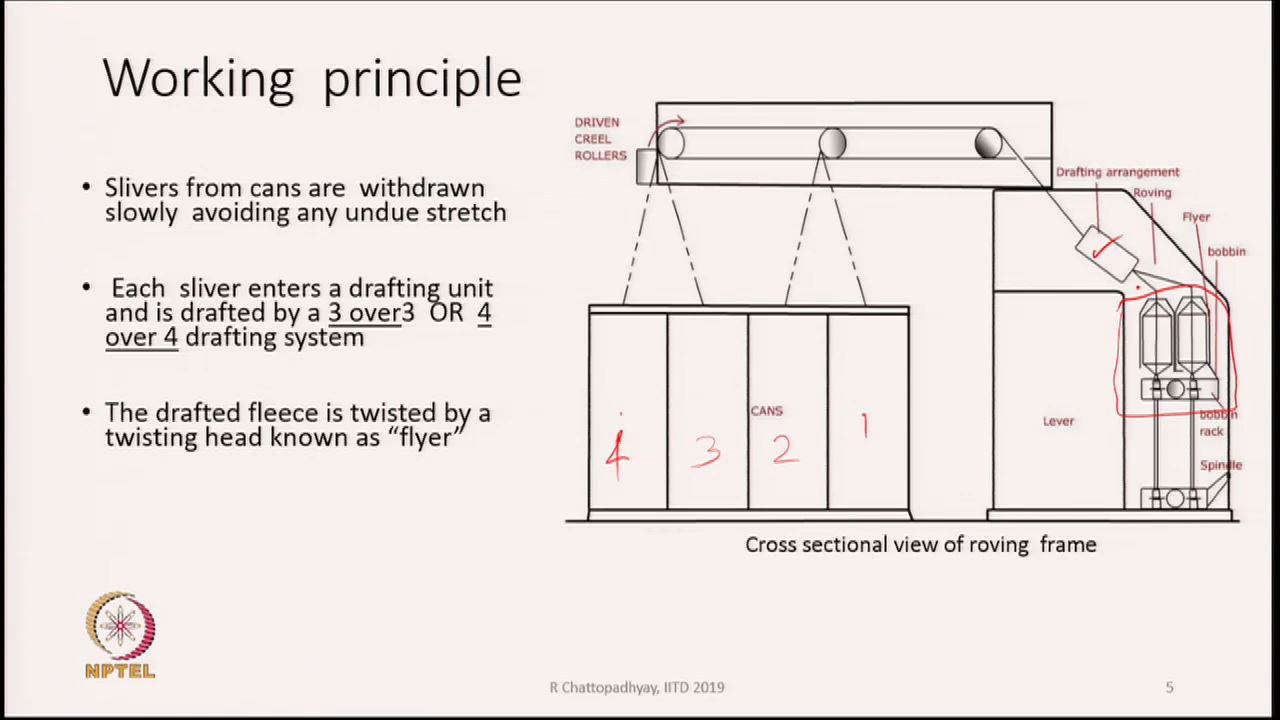 Working principle
• Slivers from cans are withdrawn
slowly avoiding any undue stretch
• Each sliver enters a drafting unit
and is drafted by a 3 over3 OR 4
over 4 drafting system
• The drafted fleece is twisted by a
twisting head known as “flyer”
DRIVEN
CREEL
ROLLERS
Drafting arrangement
Roving
Flyer
bobbin
CANS
4 3 2 1
Lever
bobbin
rack
Spindle
Cross sectional view of roving frame
NPTEL
R Chattopadhyay, IITD 2019
5